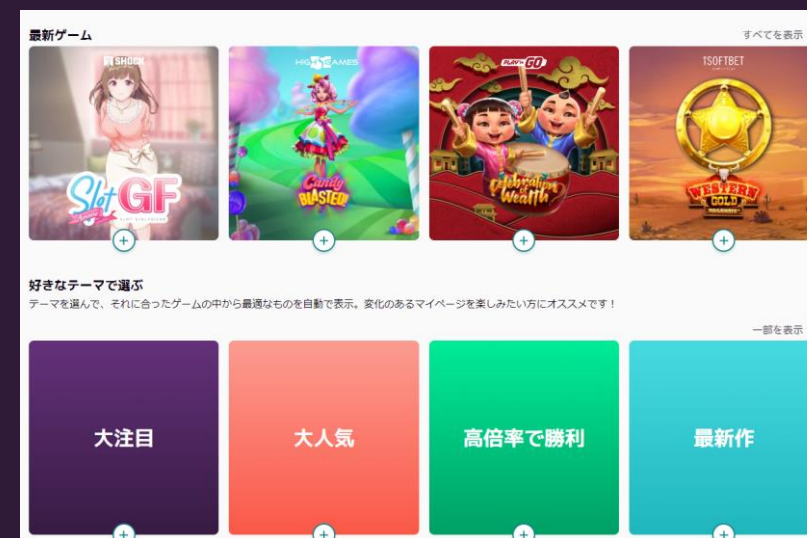 最新ゲーム
すべてを表示
SHOCK
HIGH 5 GAMES
PLAY'n GO
1SOFTBET
Slot GF
SLOT GIRLFRIEND
Candy
BLASTED!
Celebration
of
Wealth
WESTERN
GOLD
MEGAWAYS
好きなテーマで選ぶ
テーマを選んで、それに合ったゲームの中から最適なものを自動で表示。変化のあるマイページを楽しみたい方にオススメです！
一部を表示
大注目
大人気
高倍率で勝利
最新作